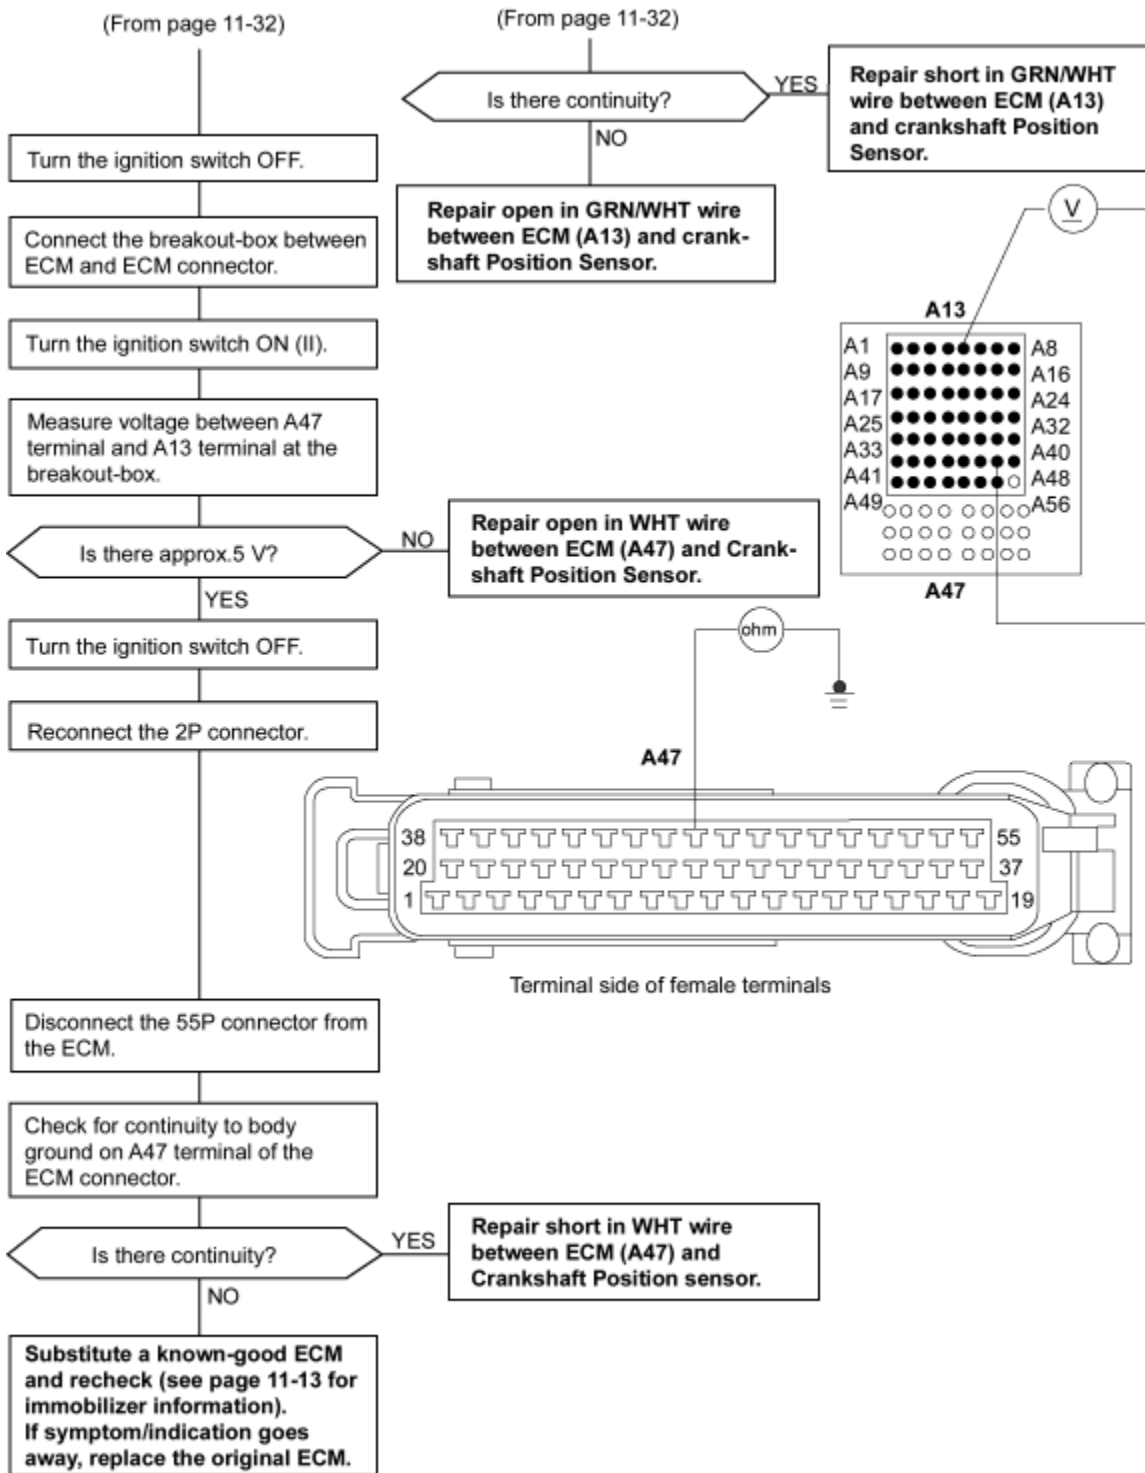 (From page 11-32)
Turn the ignition switch OFF.
Connect the breakout-box between
ECM and ECM connector.
Turn the ignition switch ON (II).
Measure voltage between A47
terminal and A13 terminal at the
breakout-box.
Is there approx.5 V?
NO
Repair open in WHT wire
between ECM (A47) and Crank-
shaft Position Sensor.
YES
Turn the ignition switch OFF.
Reconnect the 2P connector.
Disconnect the 55P connector from
the ECM.
Check for continuity to body
ground on A47 terminal of the
ECM connector.
Is there continuity?
YES
Repair short in WHT wire
between ECM (A47) and
Crankshaft Position sensor.
NO
Substitute a known-good ECM
and recheck (see page 11-13 for
immobilizer information).
If symptom/indication goes
away, replace the original ECM.
(From page 11-32)
Is there continuity?
YES
Repair short in GRN/WHT
wire between ECM (A13)
and crankshaft Position
Sensor.
NO
Repair open in GRN/WHT wire
between ECM (A13) and crank-
shaft Position Sensor.
V
A13
A1 A8
A9 A16
A17 A24
A25 A32
A33 A40
A41 A48
A49 A56
A47
ohm
A47
38 55
20 37
1 19
Terminal side of female terminals